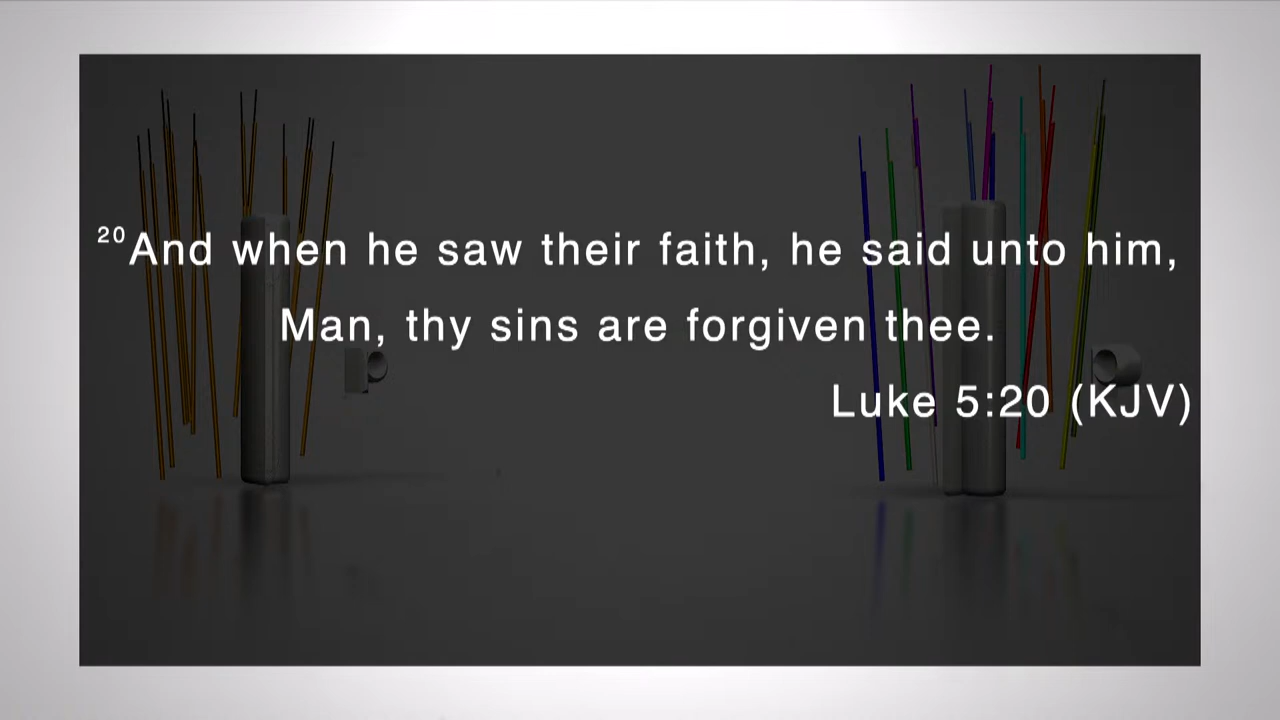 20And when he saw their faith, he said unto him,
Man, thy sins are forgiven thee.
Luke 5:20 (KJV)